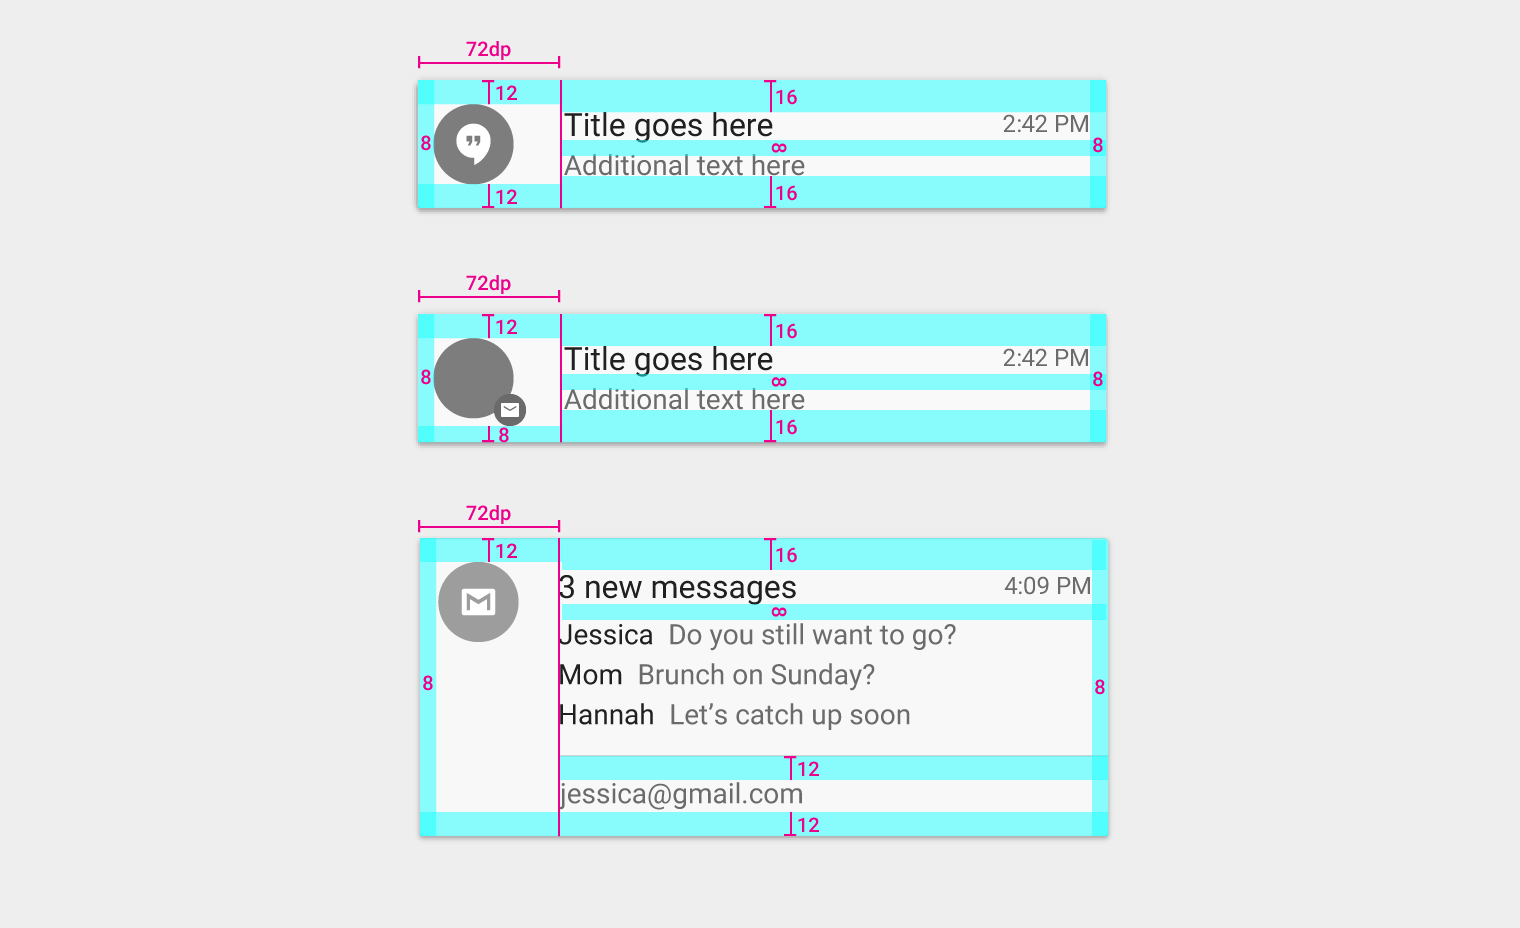 72dp
12 16
Title goes here 2:42 PM
8 8 8
Additional text here
12 16
72dp
12 16
Title goes here 2:42 PM
8 8 8
Additional text here
8 16
72dp
12 16
3 new messages 4:09 PM
8
Jessica Do you still want to go?
Mom Brunch on Sunday?
8 8
Hannah Let’s catch up soon
12
jessica@gmail.com
12